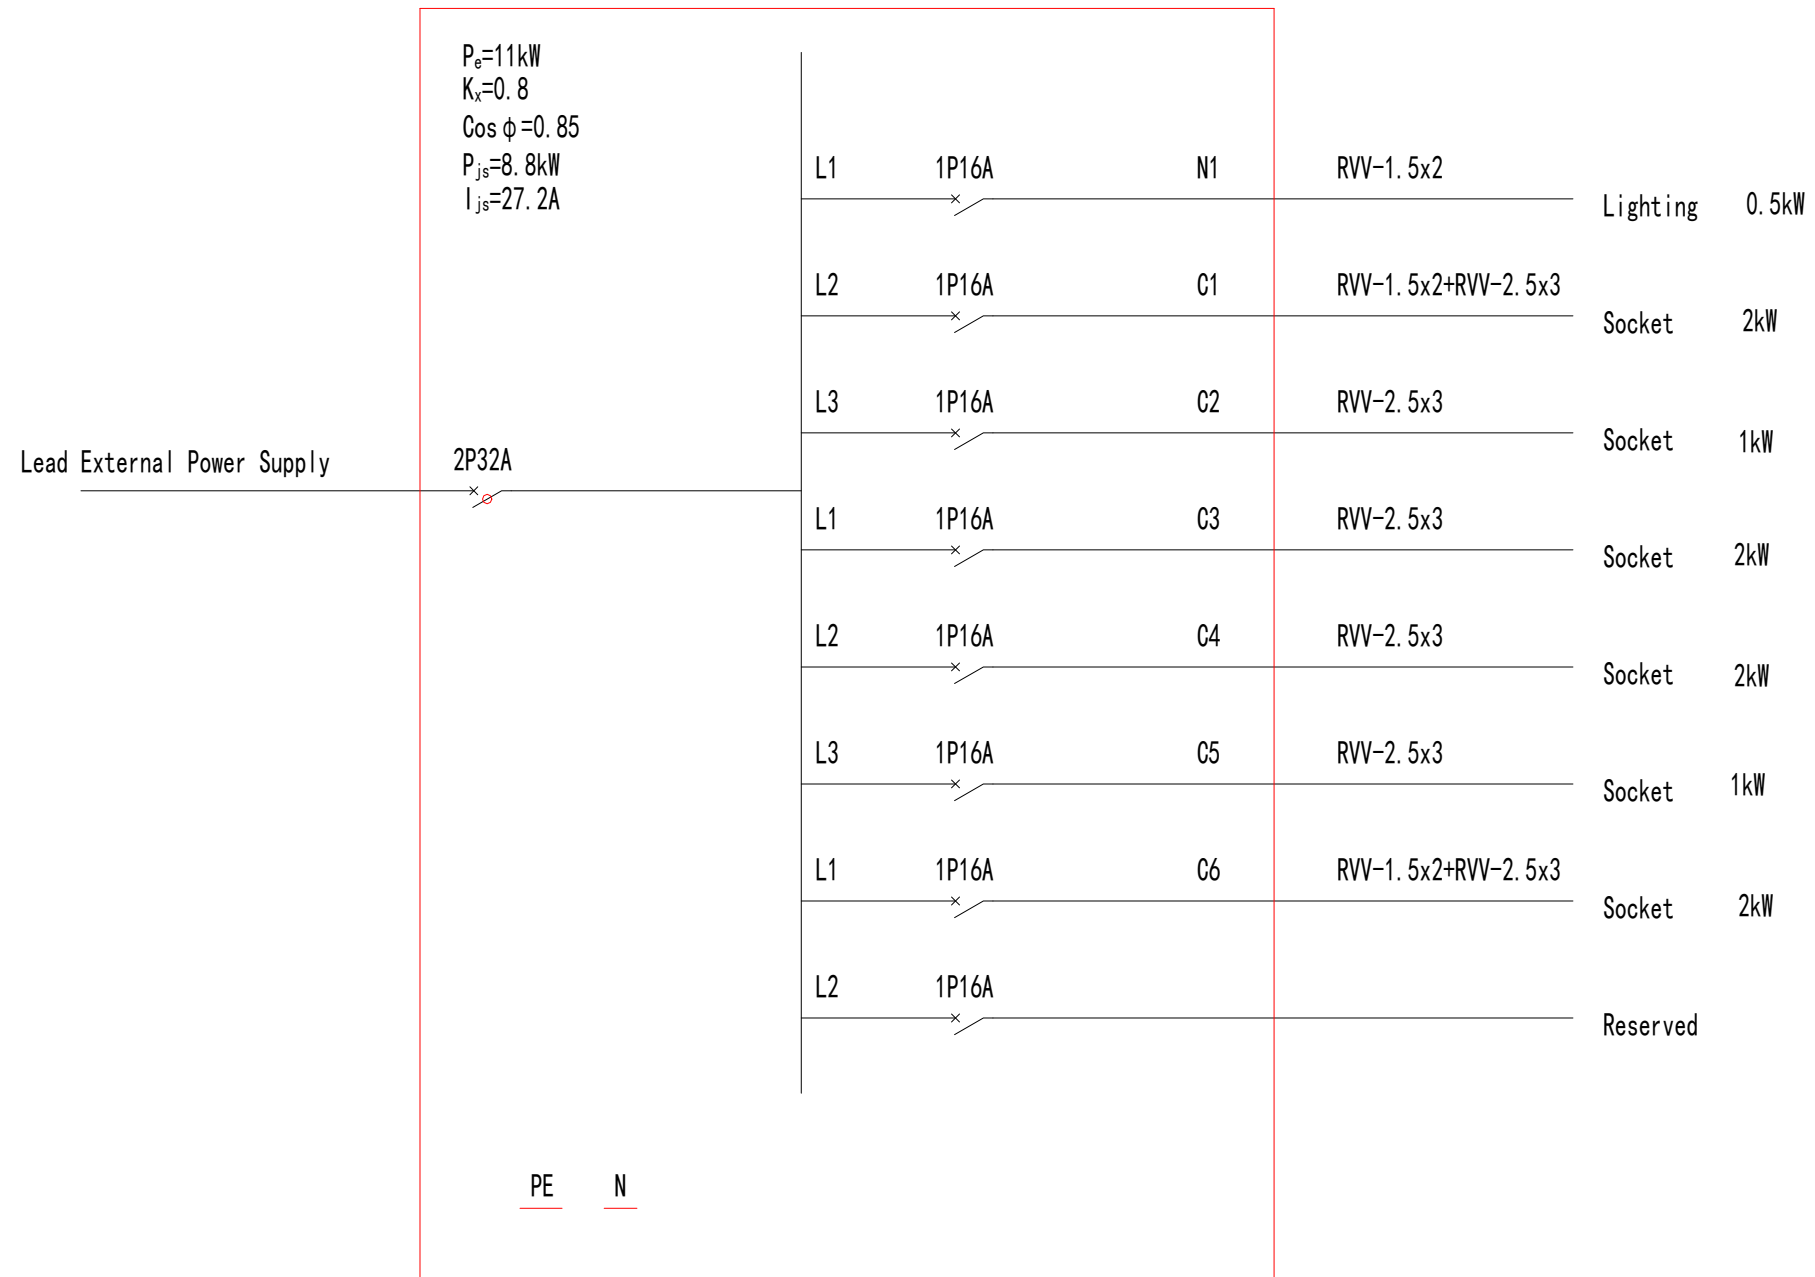 Pₑ=11kW
Kₓ=0.8
Cosϕ=0.85
Pjs=8.8kW
Ijs=27.2A
L1 1P16A N1 RVV-1.5x2 Lighting 0.5kW
L2 1P16A C1 RVV-1.5x2+RVV-2.5x3 Socket 2kW
L3 1P16A C2 RVV-2.5x3 Socket 1kW
Lead External Power Supply 2P32A
L1 1P16A C3 RVV-2.5x3 Socket 2kW
L2 1P16A C4 RVV-2.5x3 Socket 2kW
L3 1P16A C5 RVV-2.5x3 Socket 1kW
L1 1P16A C6 RVV-1.5x2+RVV-2.5x3 Socket 2kW
L2 1P16A Reserved
PE N